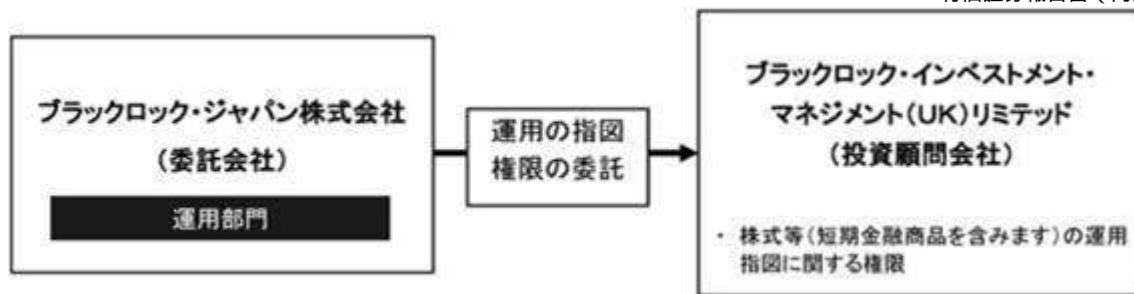 ブラックロック・ジャパン株式会社
(委託会社)
運用部門
運用の指図
権限の委託
ブラックロック・インベストメント・
マネジメント(UK)リミテッド
(投資顧問会社)
・ 株式等(短期金融商品を含みます)の運用
指図に関する権限